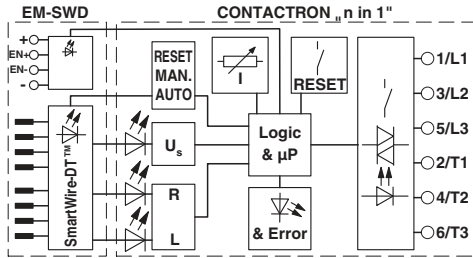 EM-SWD
CONTACTRON „n in 1"
+
EN+
EN-
-
SmartWire-DT™
RESET
MAN.
AUTO
I
RESET
Us
R
L
Logic
& µP
& Error
1/L1
3/L2
5/L3
2/T1
4/T2
6/T3